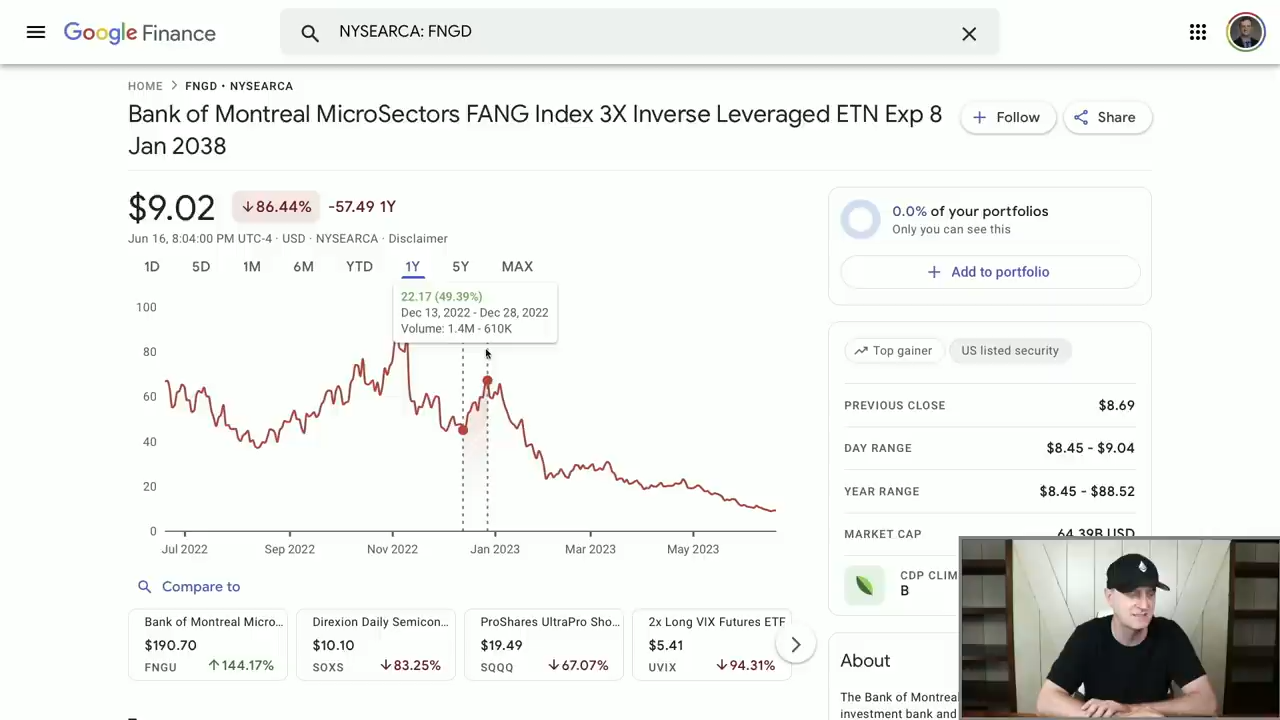 Google Finance
NYSEARCA: FNGD
HOME > FNGD • NYSEARCA
Bank of Montreal MicroSectors FANG Index 3X Inverse Leveraged ETN Exp 8
Jan 2038
+ Follow
Share
$9.02 ↓86.44% -57.49 1Y
Jun 16, 8:04:00 PM UTC-4 · USD · NYSEARCA · Disclaimer
1D 5D 1M 6M YTD 1Y 5Y MAX
22.17 (49.39%)
Dec 13, 2022 - Dec 28, 2022
Volume: 1.4M - 610K
100
80
60
40
20
0
Jul 2022 Sep 2022 Nov 2022 Jan 2023 Mar 2023 May 2023
Compare to
Bank of Montreal Micro...
$190.70
FNGU ↑144.17%
Direxion Daily Semicon...
$10.10
SOXS ↓83.25%
ProShares UltraPro Sho...
$19.49
SQQQ ↓67.07%
2x Long VIX Futures ETF
$5.41
UVIX ↓94.31%
0.0% of your portfolios
Only you can see this
+ Add to portfolio
Top gainer
US listed security
PREVIOUS CLOSE $8.69
DAY RANGE $8.45 - $9.04
YEAR RANGE $8.45 - $88.52
MARKET CAP 64.39B USD
CDP CLIM
B
About
The Bank of Montreal
investment bank and